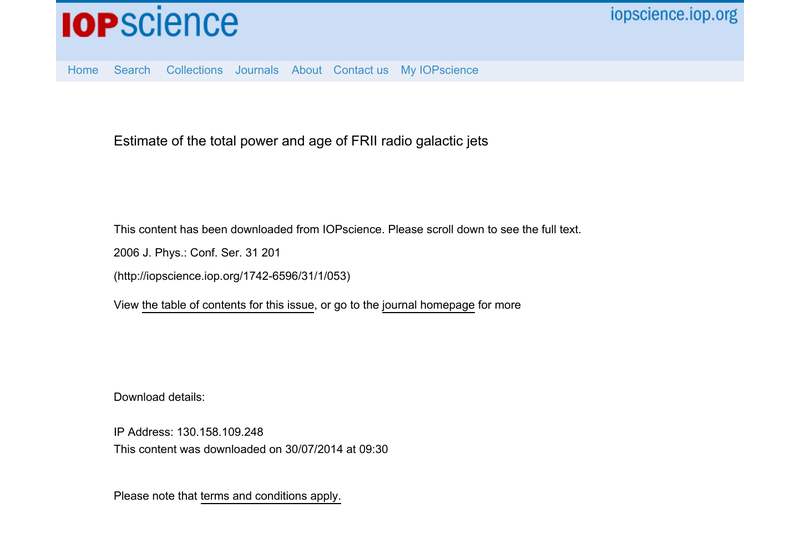 IOPscience
iopscience.iop.org
Home Search Collections Journals About Contact us My IOPscience
Estimate of the total power and age of FRII radio galactic jets
This content has been downloaded from IOPscience. Please scroll down to see the full text.
2006 J. Phys.: Conf. Ser. 31 201
(http://iopscience.iop.org/1742-6596/31/1/053)
View the table of contents for this issue, or go to the journal homepage for more
Download details:
IP Address: 130.158.109.248
This content was downloaded on 30/07/2014 at 09:30
Please note that terms and conditions apply.